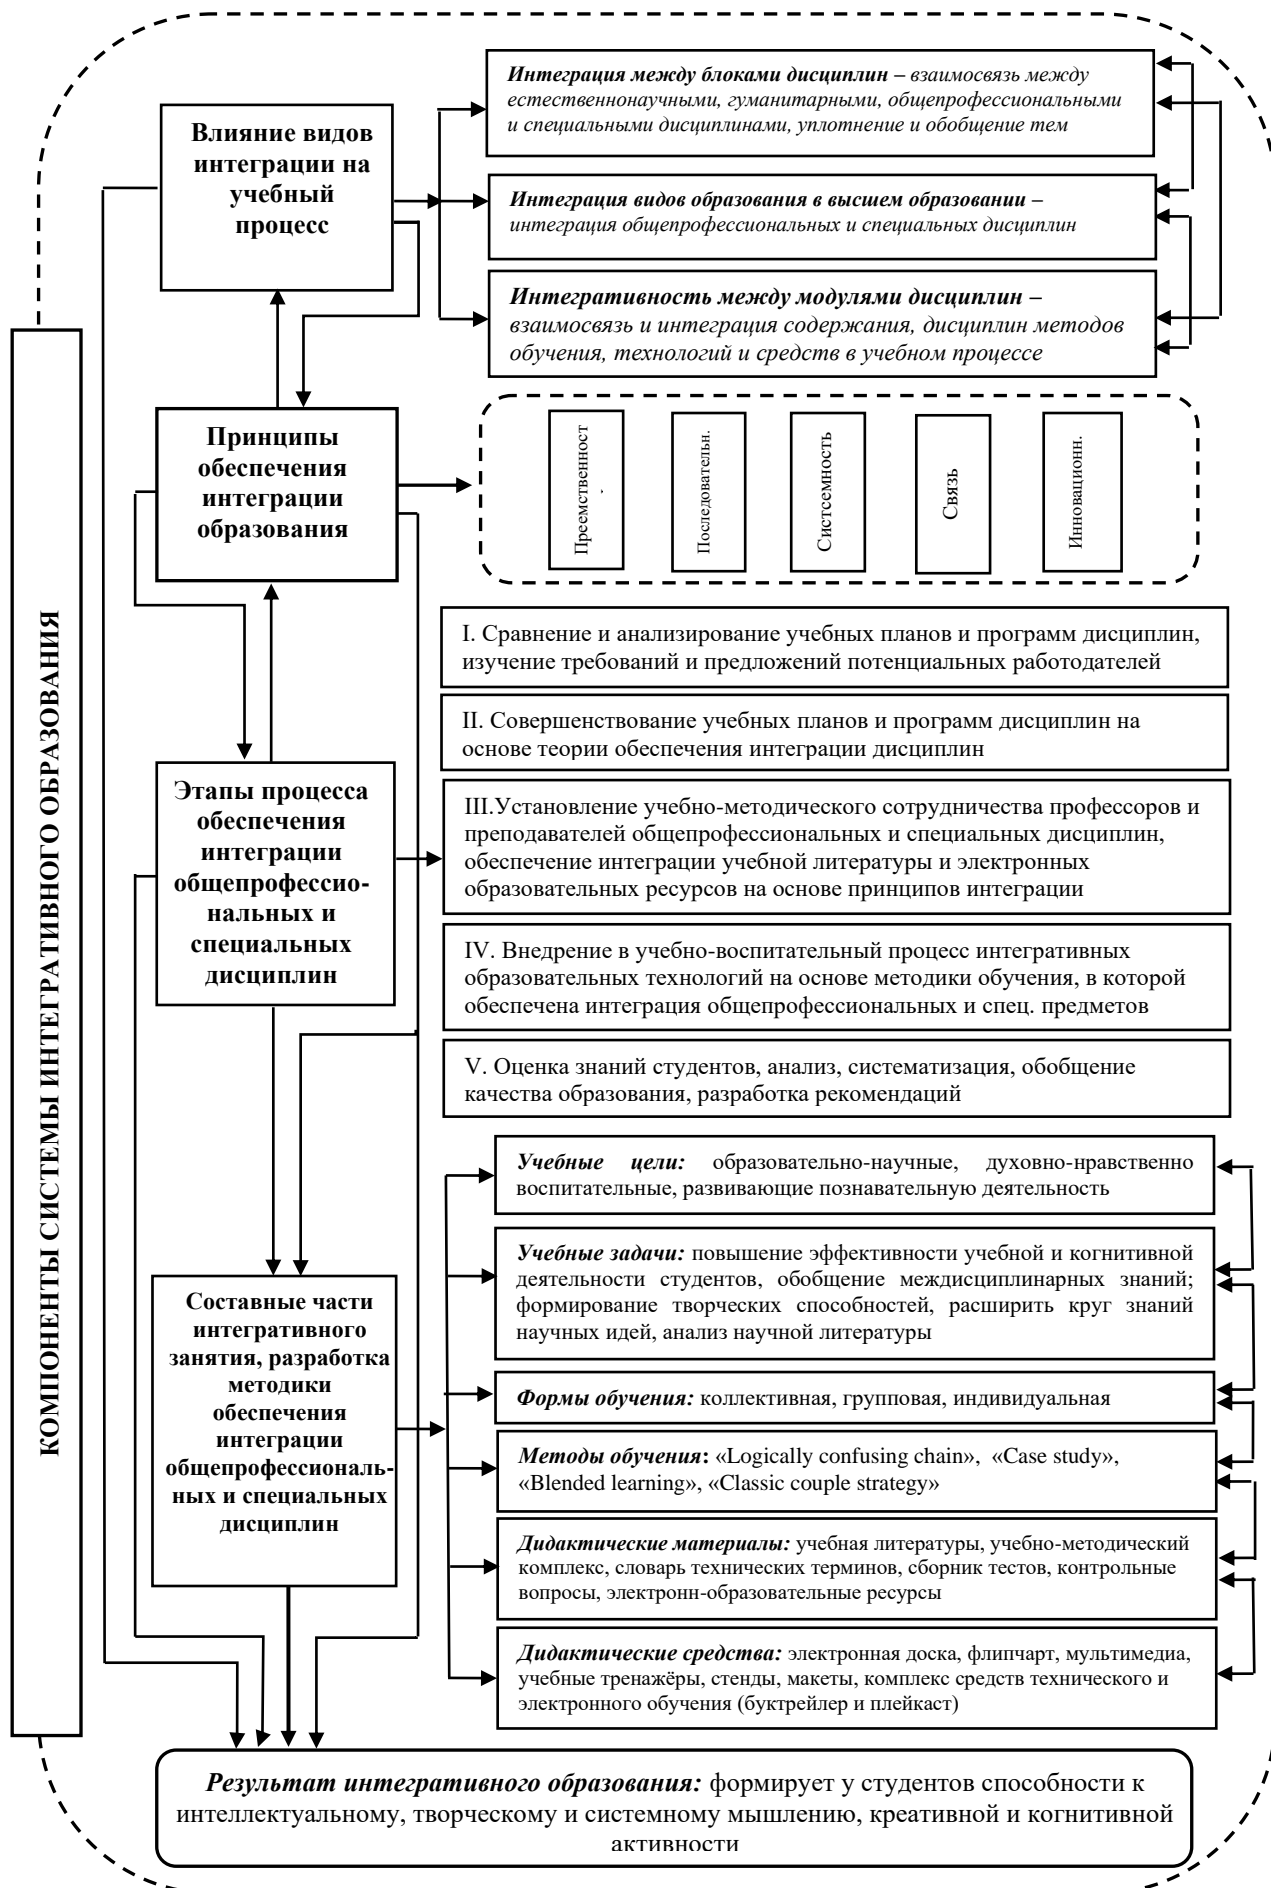 КОМПОНЕНТЫ СИСТЕМЫ ИНТЕГРАТИВНОГО ОБРАЗОВАНИЯ
Влияние видов
интеграции на
учебный
процесс
Интеграция между блоками дисциплин – взаимосвязь между
естественнонаучными, гуманитарными, общепрофессиональными
и специальными дисциплинами, уплотнение и обобщение тем
Интеграция видов образования в высшем образовании –
интеграция общепрофессиональных и специальных дисциплин
Интегративность между модулями дисциплин –
взаимосвязь и интеграция содержания, дисциплин методов
обучения, технологий и средств в учебном процессе
Принципы
обеспечения
интеграции
образования
Преемственност
Последовательн.
Систсемность
Связь
Инновационн.
Этапы процесса
обеспечения
интеграции
общепрофессио-
нальных и
специальных
дисциплин
I. Сравнение и анализирование учебных планов и программ дисциплин,
изучение требований и предложений потенциальных работодателей
II. Совершенствование учебных планов и программ дисциплин на
основе теории обеспечения интеграции дисциплин
III.Установление учебно-методического сотрудничества профессоров и
преподавателей общепрофессиональных и специальных дисциплин,
обеспечение интеграции учебной литературы и электронных
образовательных ресурсов на основе принципов интеграции
IV. Внедрение в учебно-воспитательный процесс интегративных
образовательных технологий на основе методики обучения, в которой
обеспечена интеграция общепрофессиональных и спец. предметов
V. Оценка знаний студентов, анализ, систематизация, обобщение
качества образования, разработка рекомендаций
Составные части
интегративного
занятия, разработка
методики
обеспечения
интеграции
общепрофессиональ-
ных и специальных
дисциплин
Учебные цели: образовательно-научные, духовно-нравственно
воспитательные, развивающие познавательную деятельность
Учебные задачи: повышение эффективности учебной и когнитивной
деятельности студентов, обобщение междисциплинарных знаний;
формирование творческих способностей, расширить круг знаний
научных идей, анализ научной литературы
Формы обучения: коллективная, групповая, индивидуальная
Методы обучения: «Logically confusing chain», «Case study»,
«Blended learning», «Classic couple strategy»
Дидактические материалы: учебная литературы, учебно-методический
комплекс, словарь технических терминов, сборник тестов, контрольные
вопросы, электронн-образовательные ресурсы
Дидактические средства: электронная доска, флипчарт, мультимедиа,
учебные тренажёры, стенды, макеты, комплекс средств технического и
электронного обучения (буктрейлер и плейкаст)
Результат интегративного образования: формирует у студентов способности к
интеллектуальному, творческому и системному мышлению, креативной и когнитивной
активности